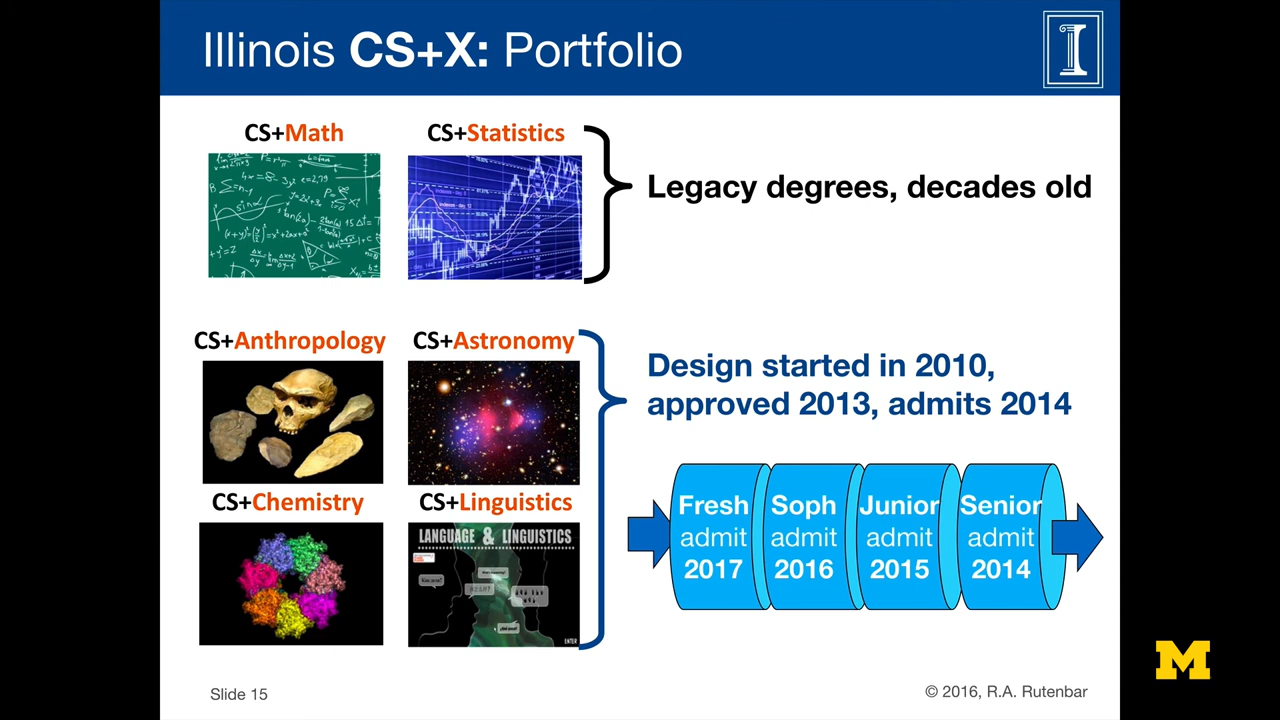 Illinois CS+X: Portfolio
CS+Math
CS+Statistics
Legacy degrees, decades old
CS+Anthropology
CS+Astronomy
Design started in 2010,
approved 2013, admits 2014
CS+Chemistry
CS+Linguistics
LANGUAGE & LINGUISTICS
ENTER
Fresh
admit
2017
Soph
admit
2016
Junior
admit
2015
Senior
admit
2014
Slide 15
© 2016, R.A. Rutenbar
M